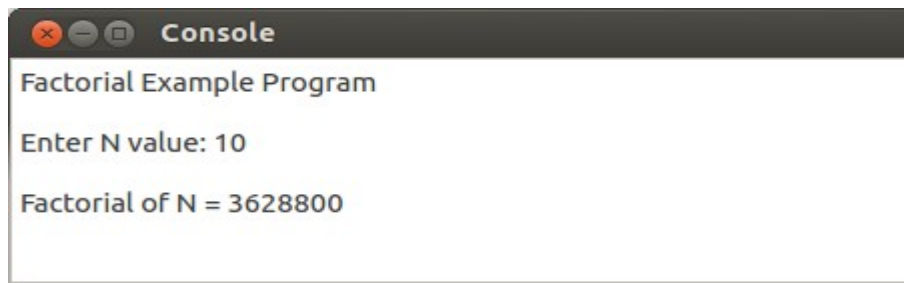 Console
Factorial Example Program
Enter N value: 10
Factorial of N = 3628800